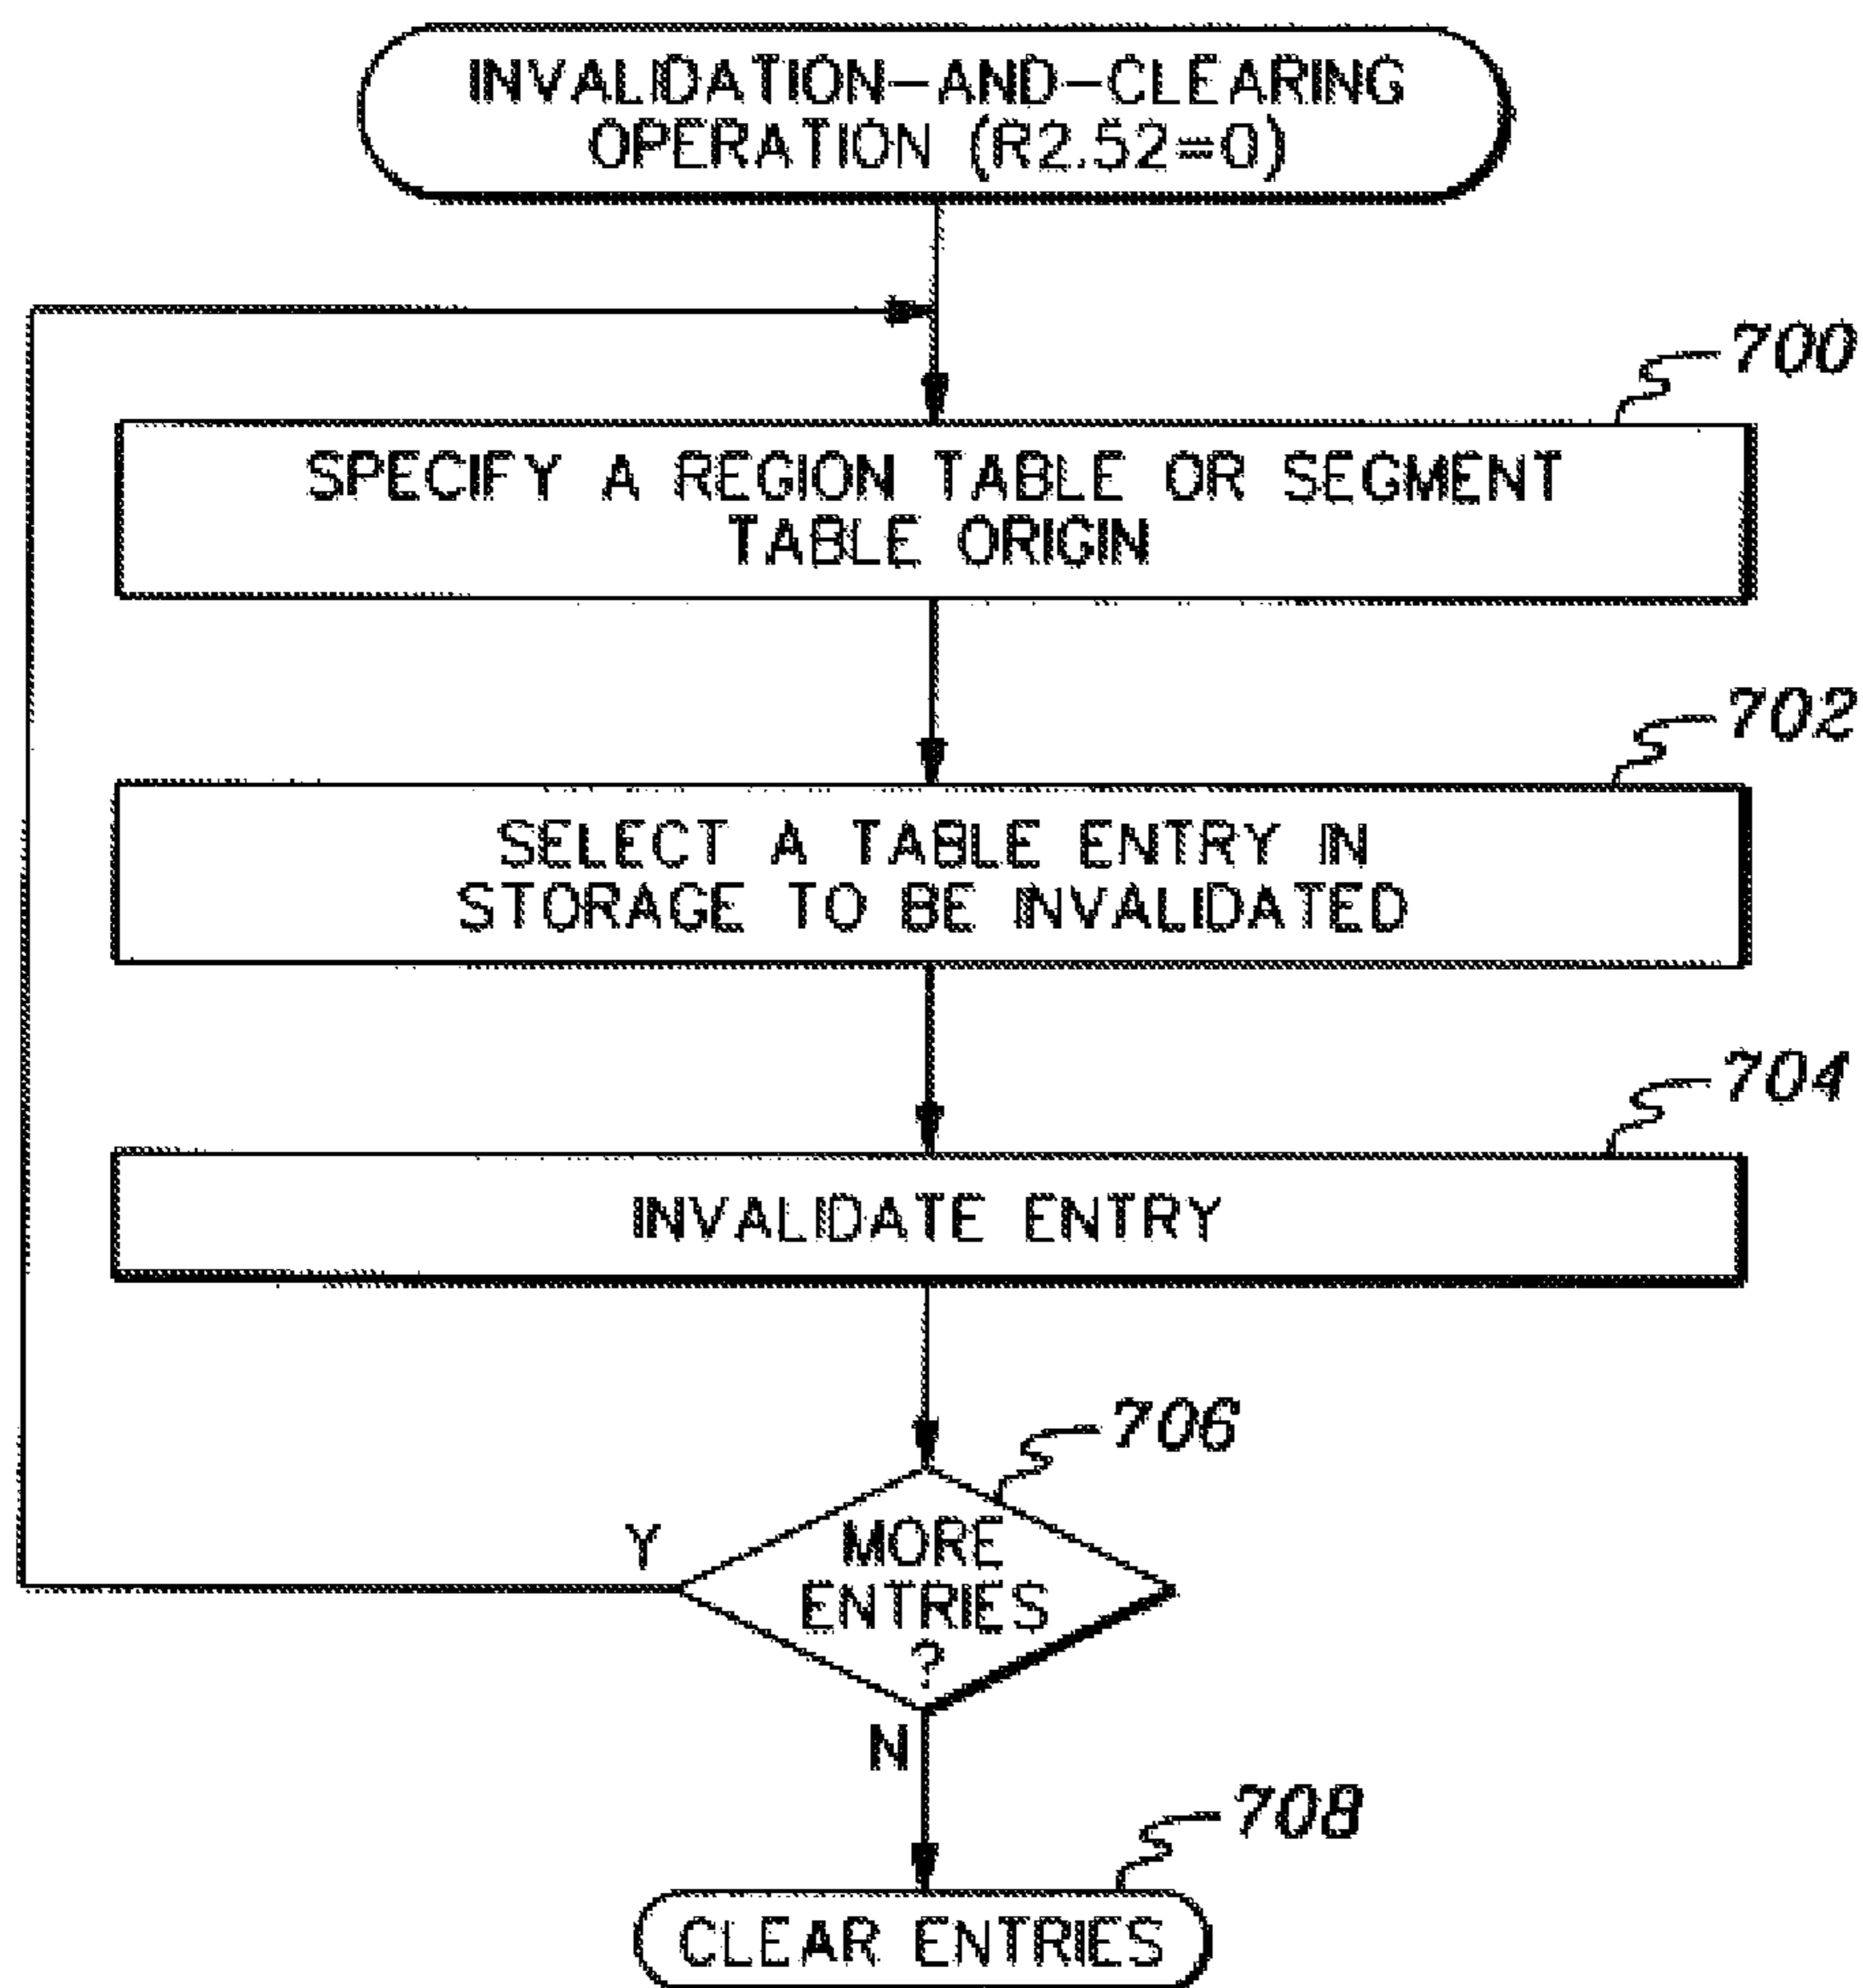 INVALIDATION-AND-CLEARING
OPERATION (R2.52=0)
700
SPECIFY A REGION TABLE OR SEGMENT
TABLE ORIGIN
702
SELECT A TABLE ENTRY IN
STORAGE TO BE INVALIDATED
704
INVALIDATE ENTRY
706
Y
MORE
ENTRIES
?
N
708
CLEAR ENTRIES